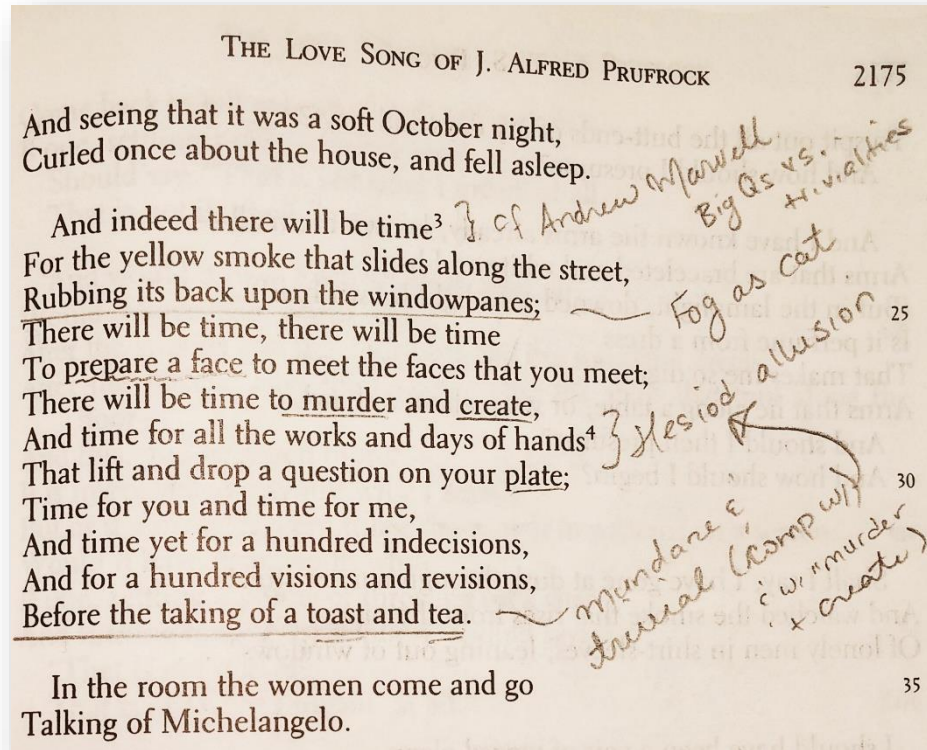 THE LOVE SONG OF J. ALFRED PRUFROCK 2175
And seeing that it was a soft October night,
Curled once about the house, and fell asleep.
Big Qs vs.
trivialities
And indeed there will be time³ } cf Andrew Marvell
For the yellow smoke that slides along the street,
Rubbing its back upon the windowpanes; — Fog as cat 25
There will be time, there will be time
To prepare a face to meet the faces that you meet;
There will be time to murder and create,
And time for all the works and days of hands⁴ } Hesiod allusion
That lift and drop a question on your plate; 30
Time for you and time for me,
And time yet for a hundred indecisions,
And for a hundred visions and revisions,
Before the taking of a toast and tea. — mundane &
trivial (comp w/)
w/ "murder
+ create)
In the room the women come and go 35
Talking of Michelangelo.